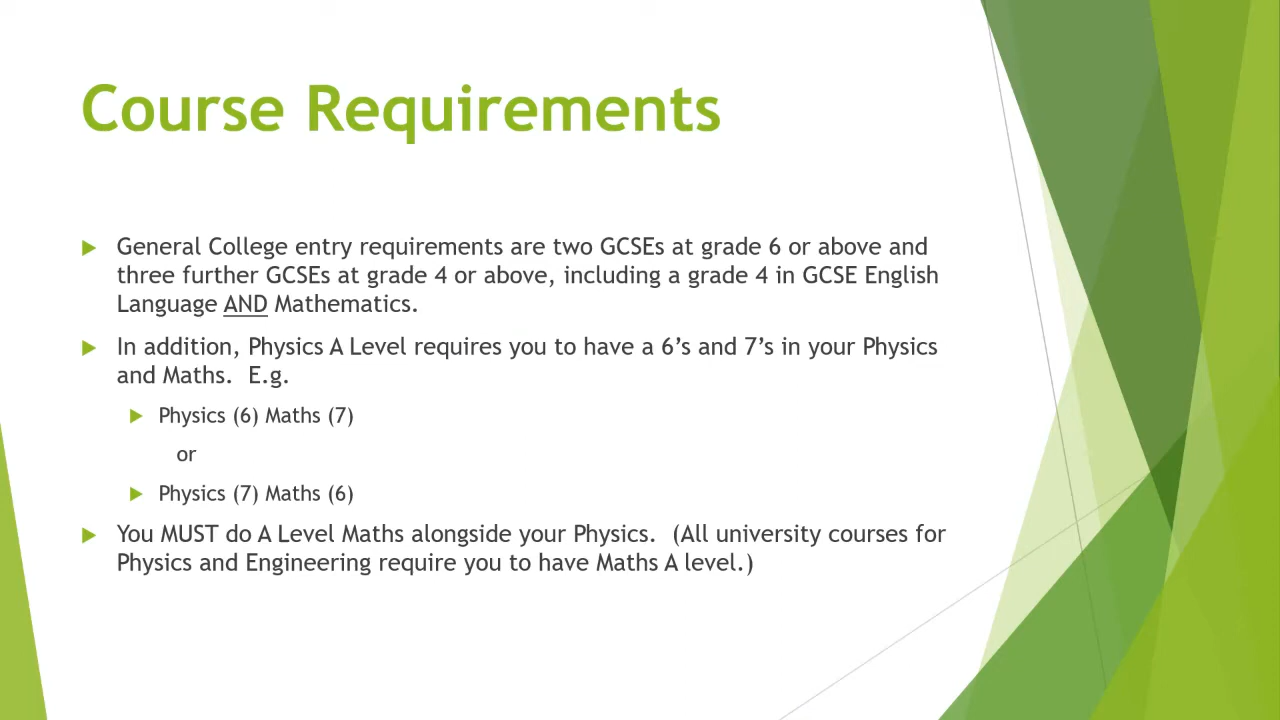 Course Requirements
General College entry requirements are two GCSEs at grade 6 or above and
three further GCSEs at grade 4 or above, including a grade 4 in GCSE English
Language AND Mathematics.
In addition, Physics A Level requires you to have a 6’s and 7’s in your Physics
and Maths.  E.g.
Physics (6) Maths (7)
or
Physics (7) Maths (6)
You MUST do A Level Maths alongside your Physics.  (All university courses for
Physics and Engineering require you to have Maths A level.)